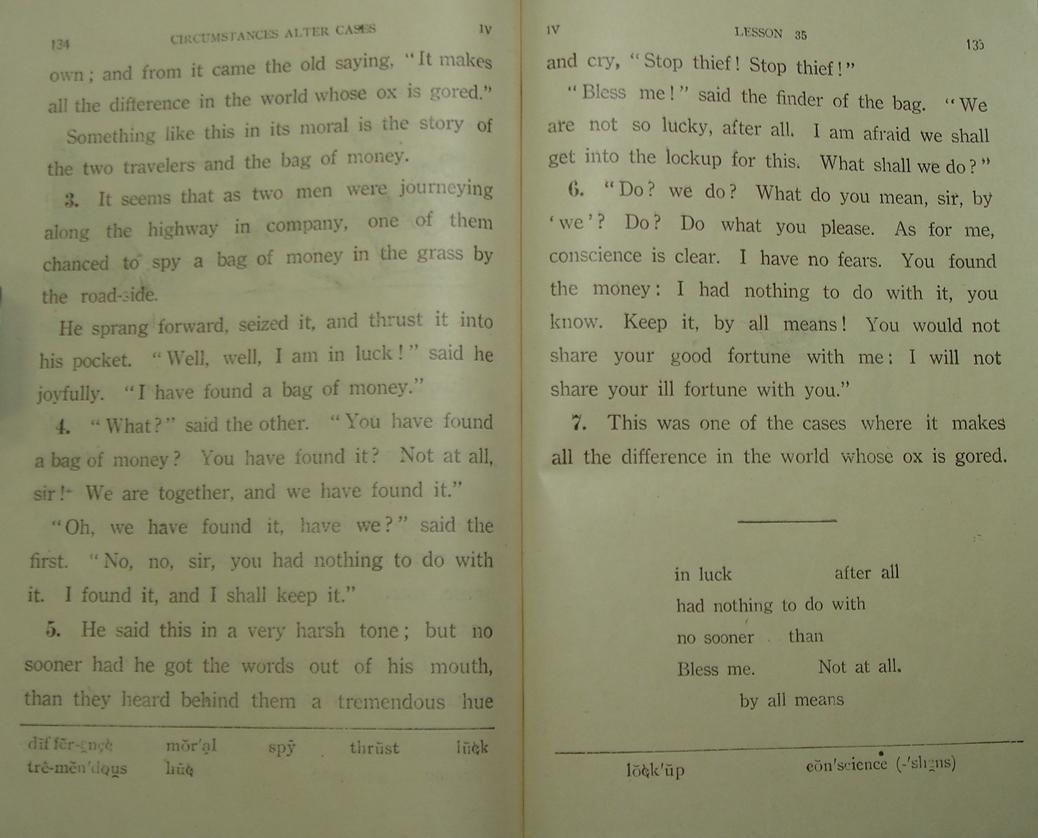 134 CIRCUMSTANCES ALTER CASES IV
own; and from it came the old saying, "It makes
all the difference in the world whose ox is gored."
Something like this in its moral is the story of
the two travelers and the bag of money.
3. It seems that as two men were journeying
along the highway in company, one of them
chanced to spy a bag of money in the grass by
the road-side.
He sprang forward, seized it, and thrust it into
his pocket. "Well, well, I am in luck!" said he
joyfully. "I have found a bag of money."
4. "What?" said the other. "You have found
a bag of money? You have found it? Not at all,
sir! We are together, and we have found it."
"Oh, we have found it, have we?" said the
first. "No, no, sir, you had nothing to do with
it. I found it, and I shall keep it."
5. He said this in a very harsh tone; but no
sooner had he got the words out of his mouth,
than they heard behind them a tremendous hue
mŏr'al spȳ thrŭst lŭck
trē-mĕn'doŭs hūe
IV LESSON 35 135
and cry, "Stop thief! Stop thief!"
"Bless me!" said the finder of the bag. "We
are not so lucky, after all. I am afraid we shall
get into the lockup for this. What shall we do?"
6. "Do? we do? What do you mean, sir, by
'we'? Do? Do what you please. As for me,
conscience is clear. I have no fears. You found
the money: I had nothing to do with it, you
know. Keep it, by all means! You would not
share your good fortune with me: I will not
share your ill fortune with you."
7. This was one of the cases where it makes
all the difference in the world whose ox is gored.
in luck after all
had nothing to do with
no sooner than
Bless me. Not at all.
by all means
lŏck'ŭp cŏn'science (-'shens)